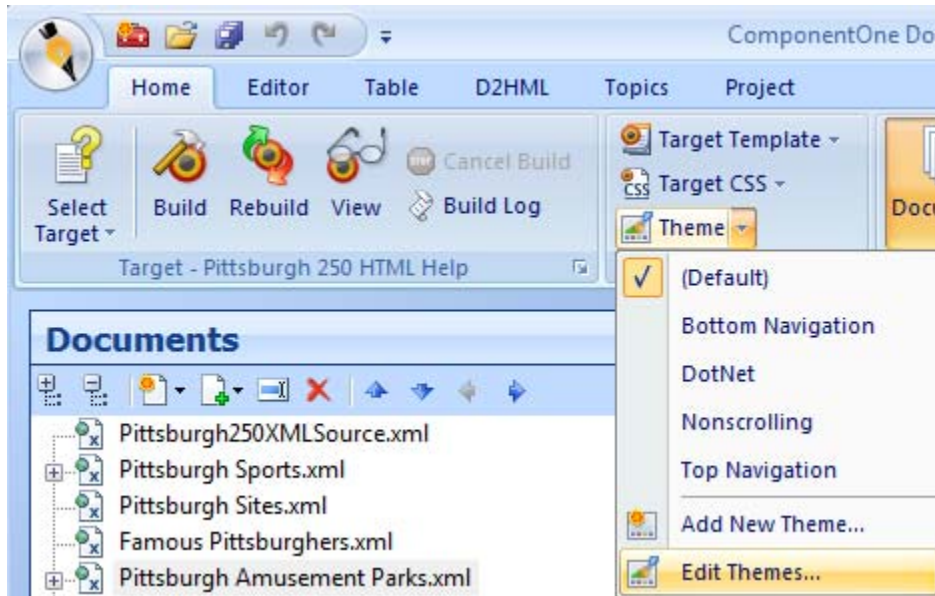 ComponentOne Do
Home Editor Table D2HML Topics Project
Target Template
Cancel Build
CSS Target CSS
Select Target Build Rebuild View Build Log
Theme
Docu
Target - Pittsburgh 250 HTML Help
(Default)
Bottom Navigation
DotNet
Nonscrolling
Top Navigation
Add New Theme...
Edit Themes...
Documents
Pittsburgh250XMLSource.xml
Pittsburgh Sports.xml
Pittsburgh Sites.xml
Famous Pittsburghers.xml
Pittsburgh Amusement Parks.xml